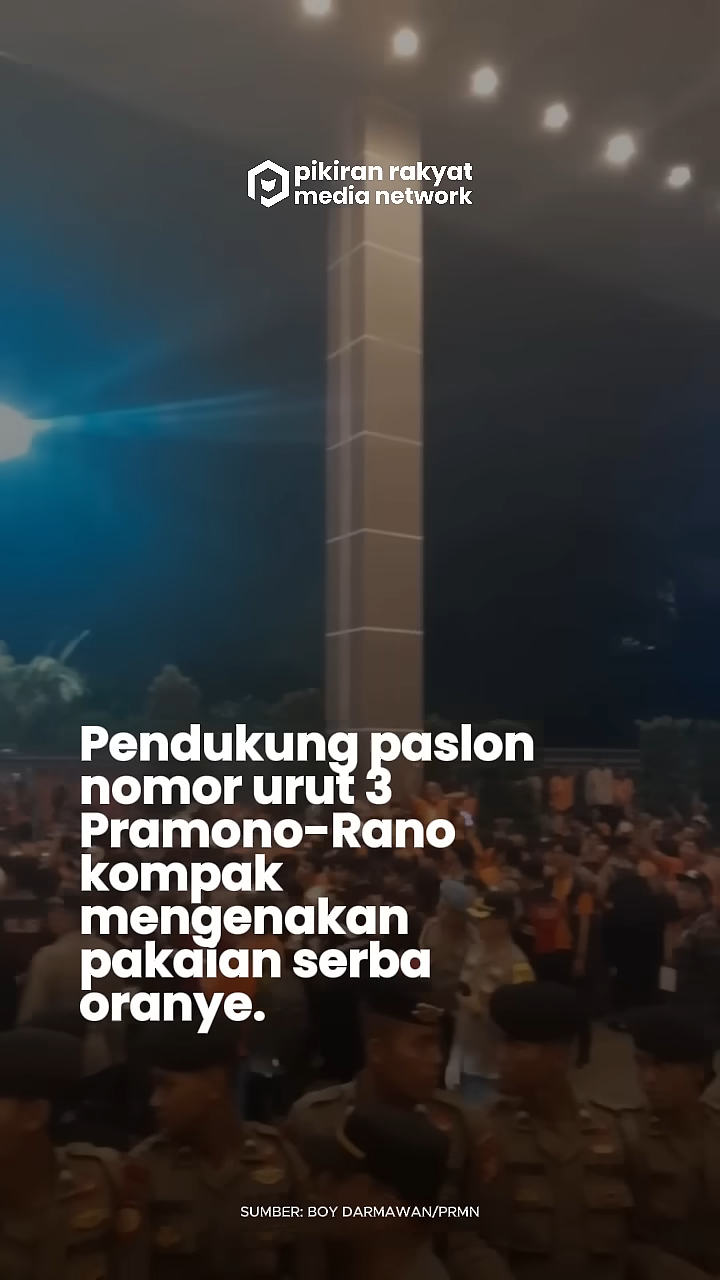 pikiran rakyat
media network
Pendukung paslon
nomor urut 3
Pramono-Rano
kompak
mengenakan
pakaian serba
oranye.
SUMBER: BOY DARMAWAN/PRMN